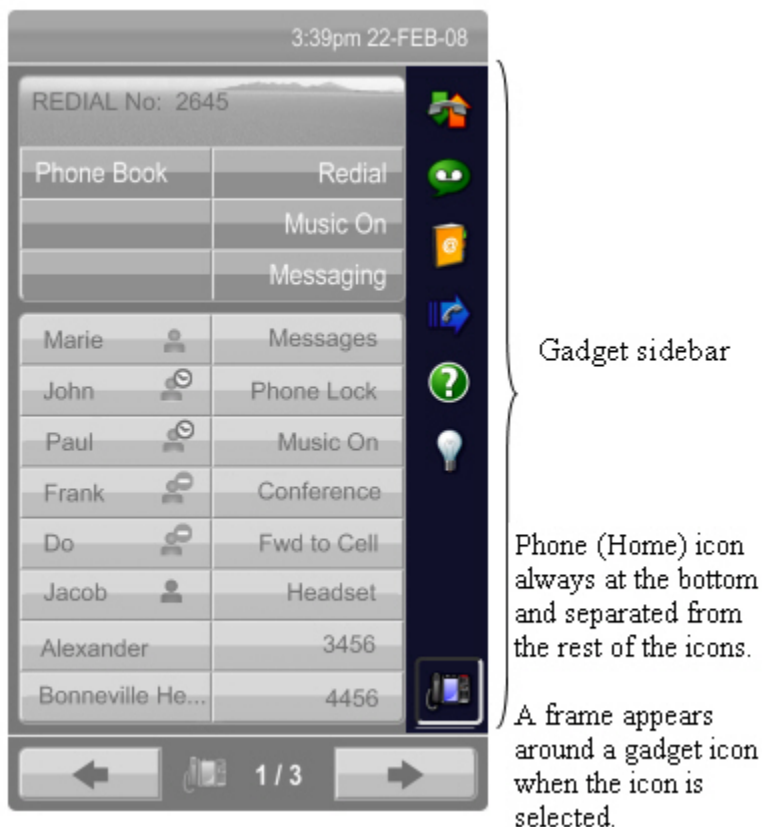 3:39pm 22-FEB-08
REDIAL No: 2645
Phone Book Redial
Music On
Messaging
Marie Messages
John Phone Lock
Paul Music On
Frank Conference
Do Fwd to Cell
Jacob Headset
Alexander 3456
Bonneville He... 4456
1 / 3
@
?
Gadget sidebar
Phone (Home) icon
always at the bottom
and separated from
the rest of the icons.
A frame appears
around a gadget icon
when the icon is
selected.